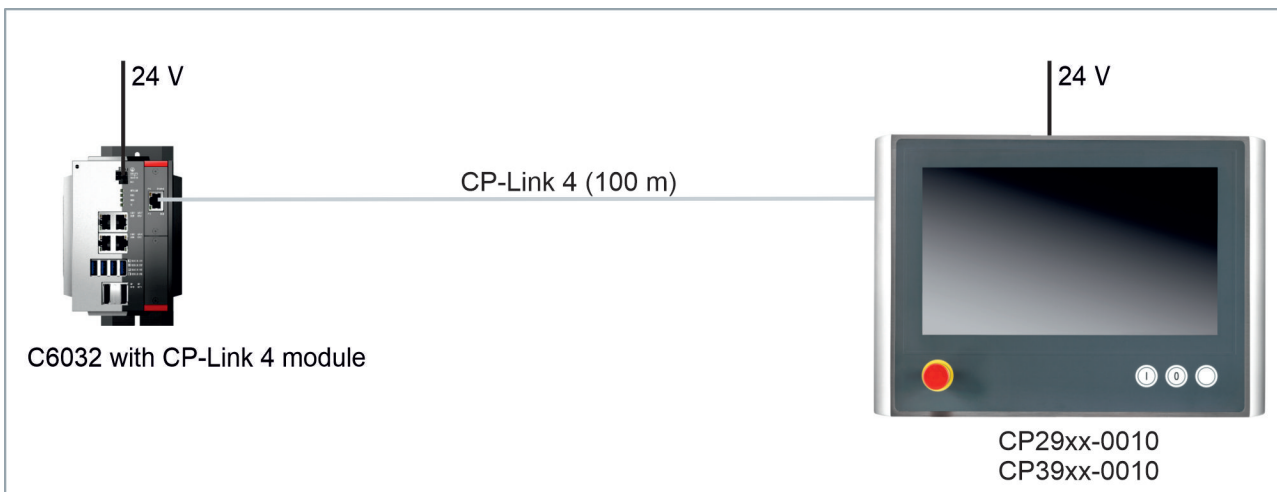 24 V
24 V
CP-Link 4 (100 m)
C6032 with CP-Link 4 module
CP29xx-0010
CP39xx-0010